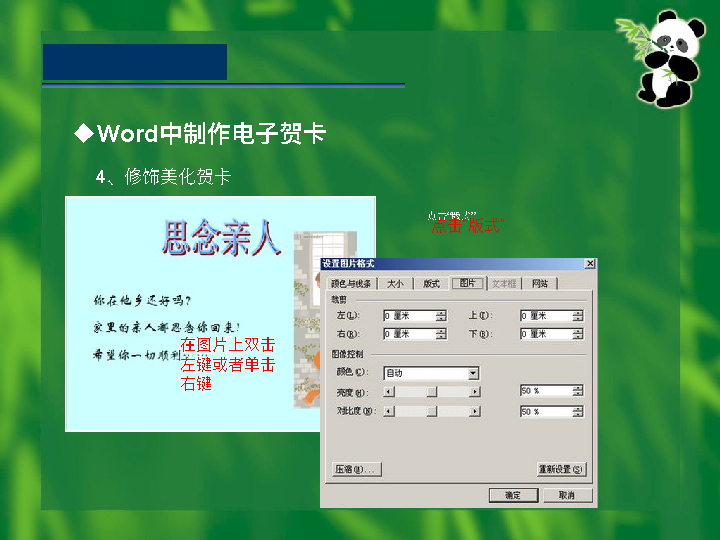 ◆Word中制作电子贺卡
4、修饰美化贺卡
思念亲人
你在他乡还好吗？
家里的亲人都思念你回来！
希望你一切顺利……
在图片上双击
左键或者单击
右键
点击“版式”
点击“版式”
设置图片格式
颜色与线条 大小 版式 图片 文本框 网站
裁剪
左(L): 0 厘米 上(T): 0 厘米
右(R): 0 厘米 下(B): 0 厘米
图像控制
颜色(C): 自动
亮度(H): 50 %
对比度(N): 50 %
压缩(M)... 重新设置(S)
确定 取消